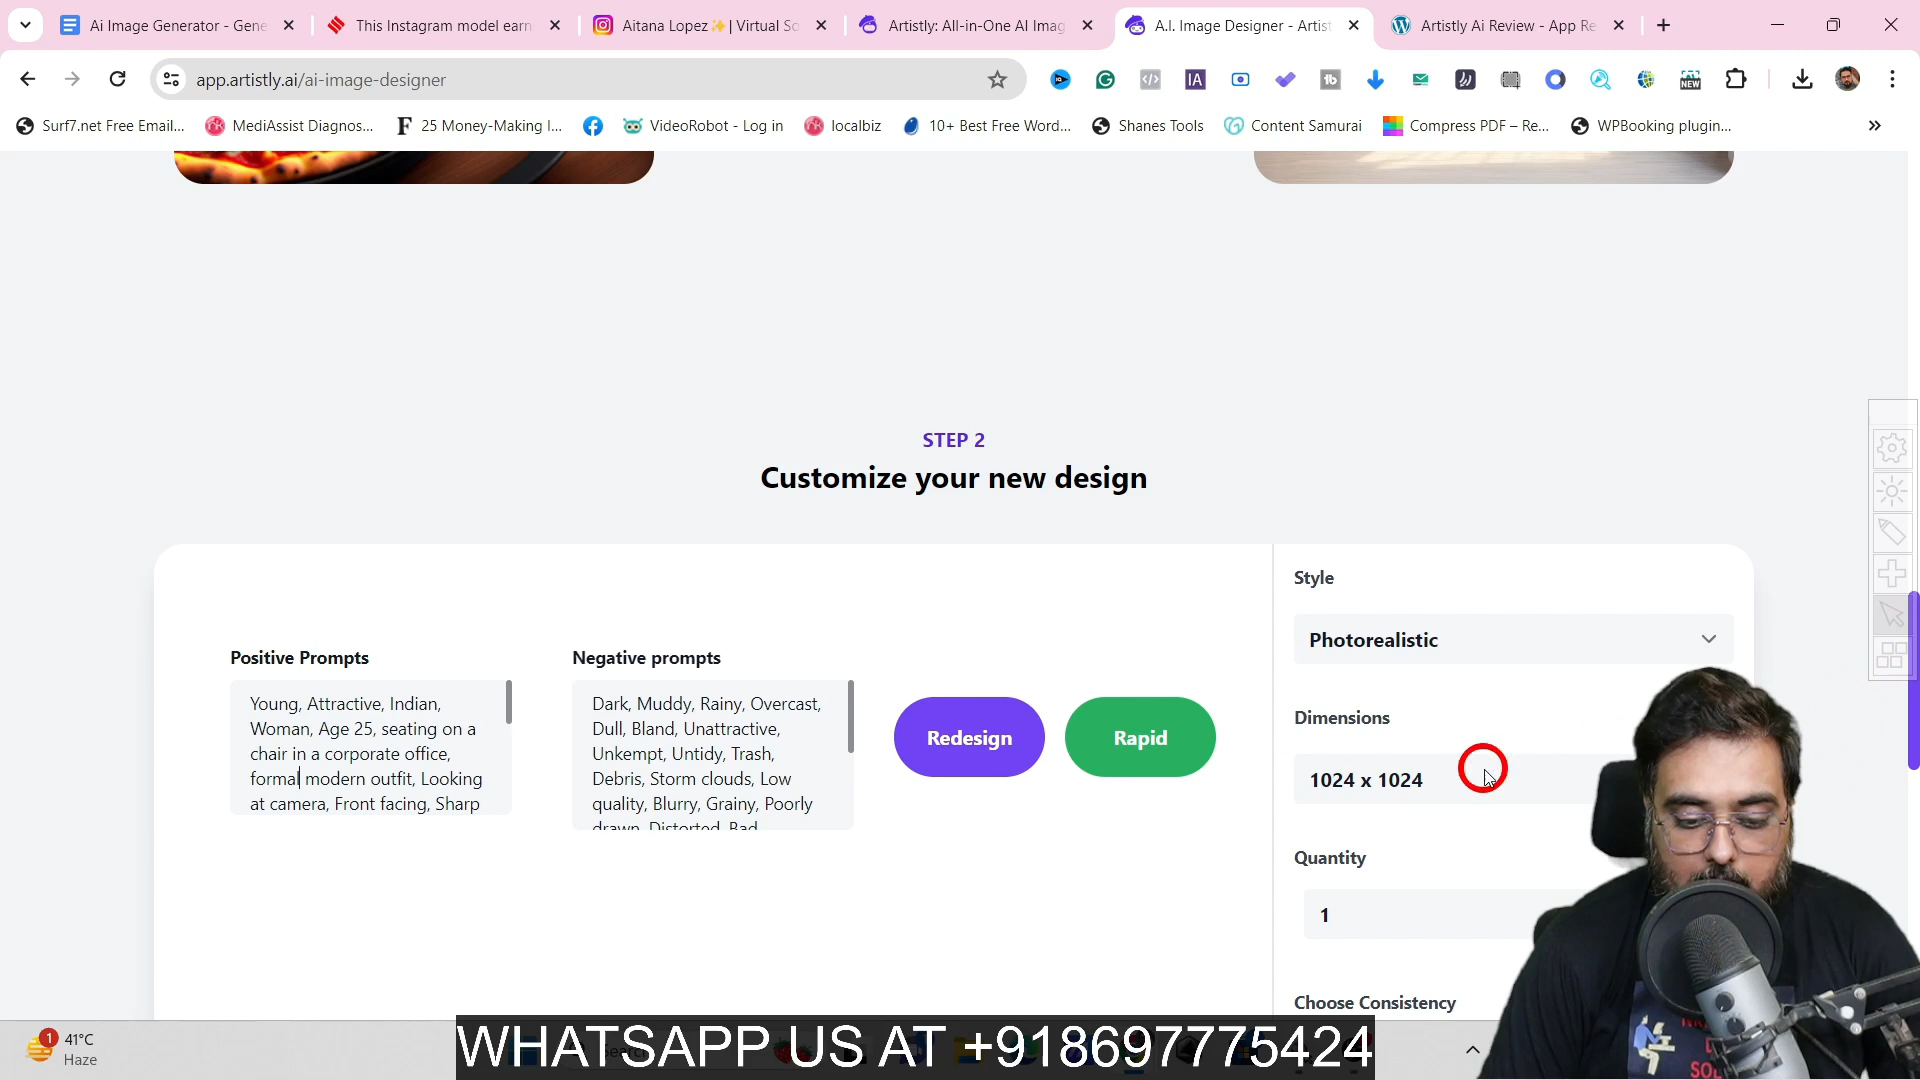 Ai Image Generator - Gene
This Instagram model earn
Aitana Lopez✨ | Virtual So
Artistly: All-in-One AI Imag
A.I. Image Designer - Artist
Artistly Ai Review - App Re
app.artistly.ai/ai-image-designer
Surf7.net Free Email...
MediAssist Diagnos...
25 Money-Making I...
VideoRobot - Log in
localbiz
10+ Best Free Word...
Shanes Tools
Content Samurai
Compress PDF – Re...
WPBooking plugin...
STEP 2
Customize your new design
Style
Photorealistic
Positive Prompts
Young, Attractive, Indian,
Woman, Age 25, seating on a
chair in a corporate office,
formal modern outfit, Looking
at camera, Front facing, Sharp
Negative prompts
Dark, Muddy, Rainy, Overcast,
Dull, Bland, Unattractive,
Unkempt, Untidy, Trash,
Debris, Storm clouds, Low
quality, Blurry, Grainy, Poorly
drawn, Distorted, Bad
Redesign
Rapid
Dimensions
1024 x 1024
Quantity
1
Choose Consistency
1
41°C
Haze
WHATSAPP US AT +918697775424